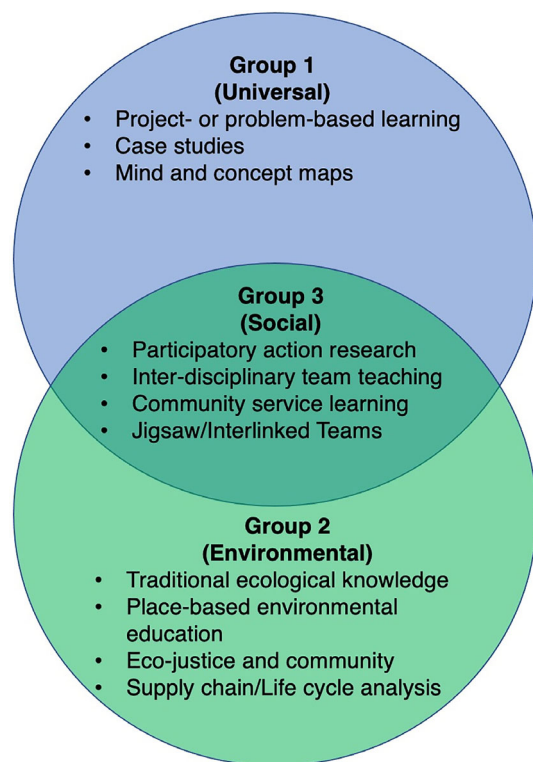 Group 1
(Universal)
• Project- or problem-based learning
• Case studies
• Mind and concept maps
Group 3
(Social)
• Participatory action research
• Inter-disciplinary team teaching
• Community service learning
• Jigsaw/Interlinked Teams
Group 2
(Environmental)
• Traditional ecological knowledge
• Place-based environmental
education
• Eco-justice and community
• Supply chain/Life cycle analysis